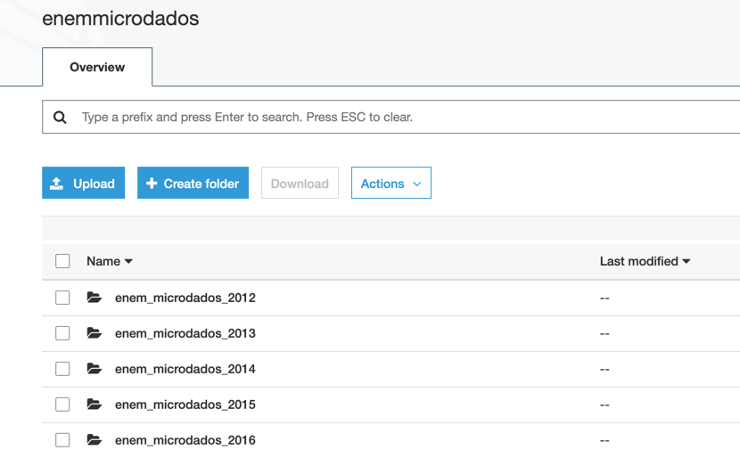 enemmicrodados
Overview
Type a prefix and press Enter to search. Press ESC to clear.
Upload Create folder Download Actions
Name Last modified
enem_microdados_2012 --
enem_microdados_2013 --
enem_microdados_2014 --
enem_microdados_2015 --
enem_microdados_2016 --